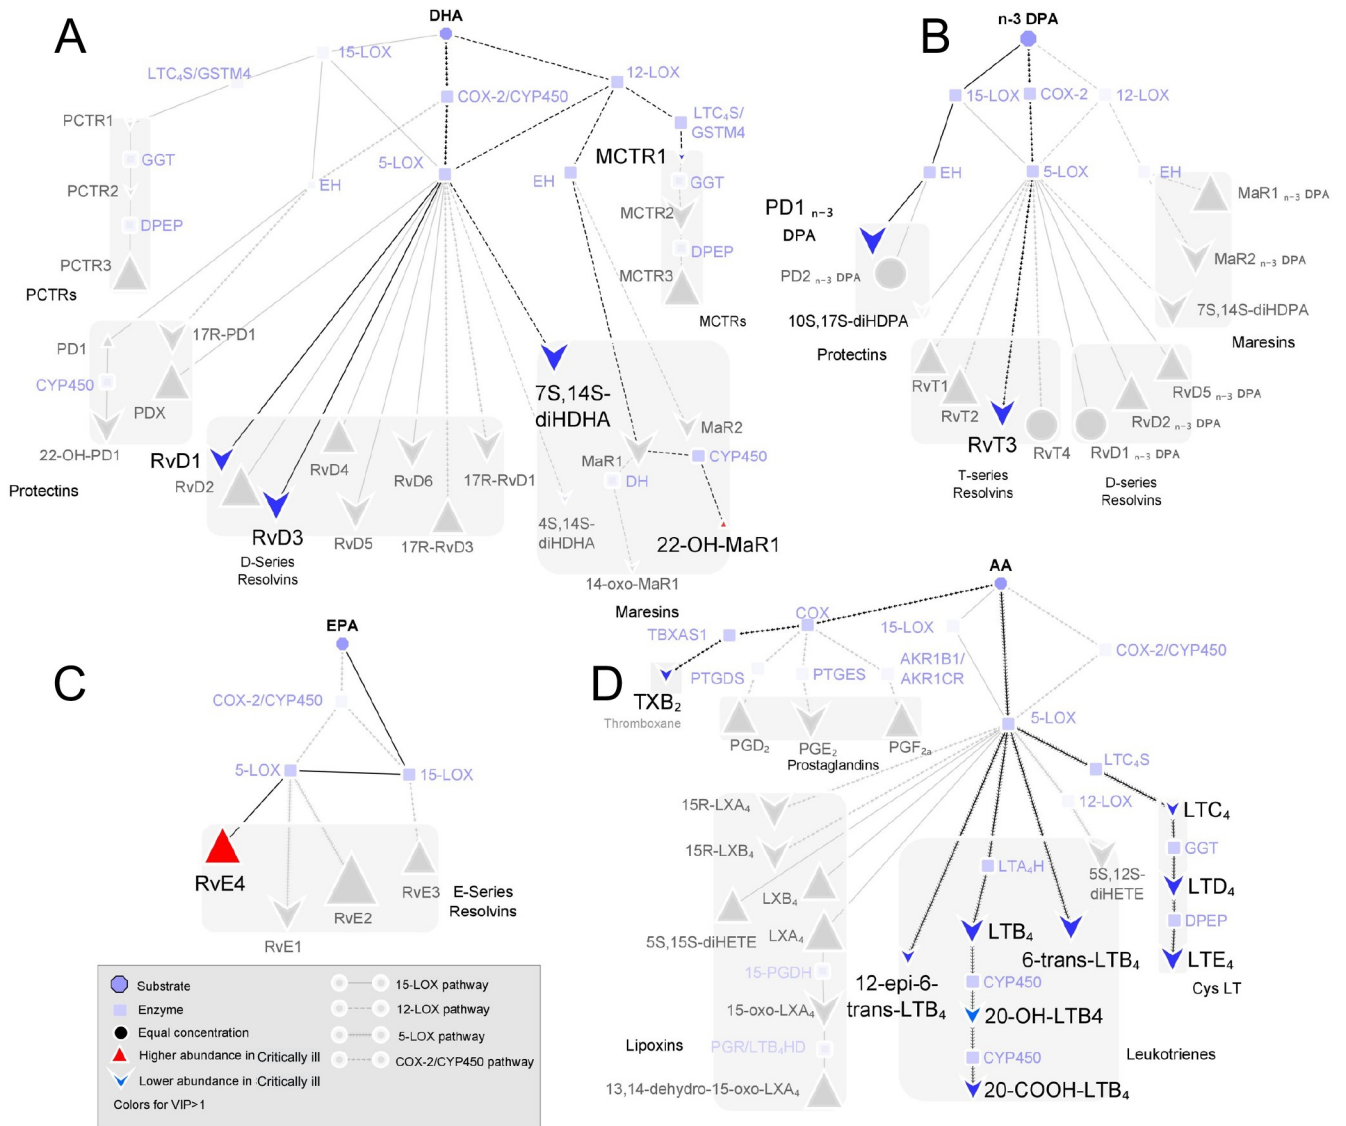 A
DHA
15-LOX
LTC₄S/GSTM4
12-LOX
COX-2/CYP450
LTC₄S/
GSTM4
PCTR1
GGT
PCTR2
DPEP
PCTR3
PCTRs
5-LOX
EH
EH
MCTR1
GGT
MCTR2
DPEP
MCTR3
MCTRs
17R-PD1
PD1
CYP450
PDX
22-OH-PD1
Protectins
RvD1
RvD2
RvD3
RvD4
RvD5
RvD6
17R-RvD3
17R-RvD1
D-Series
Resolvins
7S,14S-
diHDHA
MaR2
MaR1
CYP450
DH
4S,14S-
diHDHA
22-OH-MaR1
14-oxo-MaR1
Maresins
B
n-3 DPA
15-LOX
COX-2
12-LOX
EH
5-LOX
EH
PD1 n-3
DPA
PD2 n-3 DPA
10S,17S-diHDPA
Protectins
MaR1 n-3 DPA
MaR2 n-3 DPA
7S,14S-diHDPA
Maresins
RvT1
RvT2
RvT3
RvT4
T-series
Resolvins
RvD5 n-3 DPA
RvD2 n-3 DPA
RvD1 n-3 DPA
D-series
Resolvins
C
EPA
COX-2/CYP450
5-LOX
15-LOX
RvE4
RvE1
RvE2
RvE3
E-Series
Resolvins
D
AA
COX
TBXAS1
15-LOX
COX-2/CYP450
PTGDS
PTGES
AKR1B1/
AKR1CR
TXB₂
Thromboxane
PGD₂
PGE₂
PGF₂ₐ
Prostaglandins
5-LOX
LTC₄S
12-LOX
15R-LXA₄
15R-LXB₄
LXB₄
5S,15S-diHETE
LXA₄
15-PGDH
15-oxo-LXA₄
Lipoxins
PGR/LTB₄HD
13,14-dehydro-15-oxo-LXA₄
LTA₄H
5S,12S-
diHETE
LTB₄
6-trans-LTB₄
12-epi-6-
trans-LTB₄
CYP450
20-OH-LTB4
CYP450
20-COOH-LTB₄
Leukotrienes
LTC₄
GGT
LTD₄
DPEP
LTE₄
Cys LT
Substrate
Enzyme
Equal concentration
Higher abundance in Critically ill
Lower abundance in Critically ill
Colors for VIP>1
15-LOX pathway
12-LOX pathway
5-LOX pathway
COX-2/CYP450 pathway